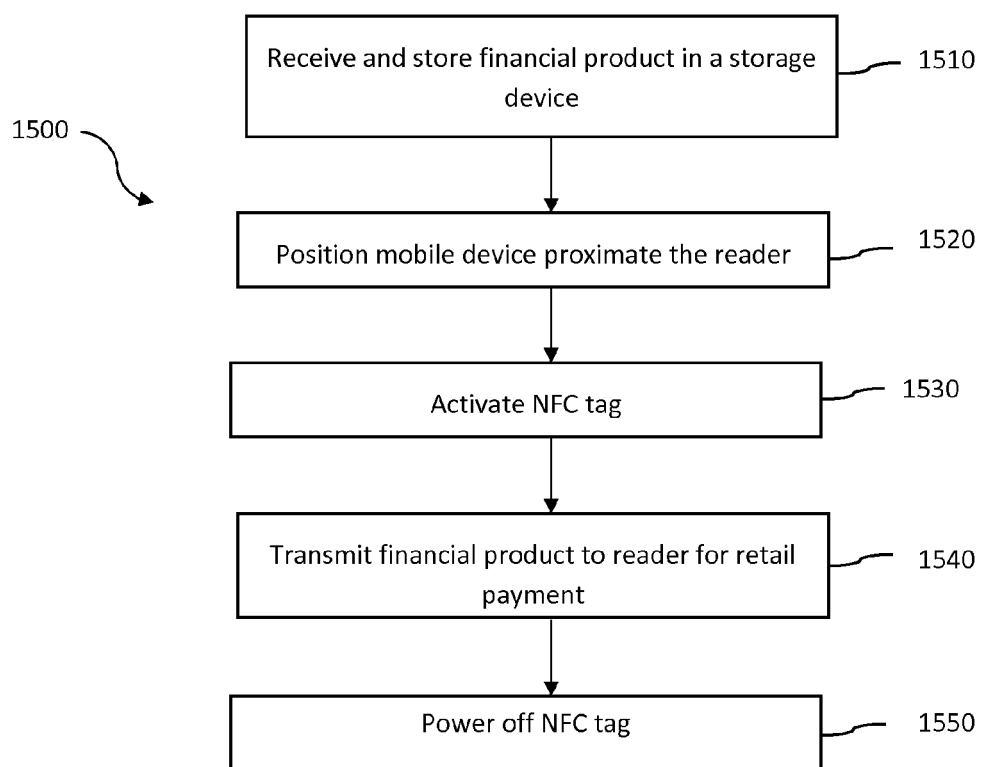 Receive and store financial product in a storage
device
1510
1500
Position mobile device proximate the reader
1520
Activate NFC tag
1530
Transmit financial product to reader for retail
payment
1540
Power off NFC tag
1550